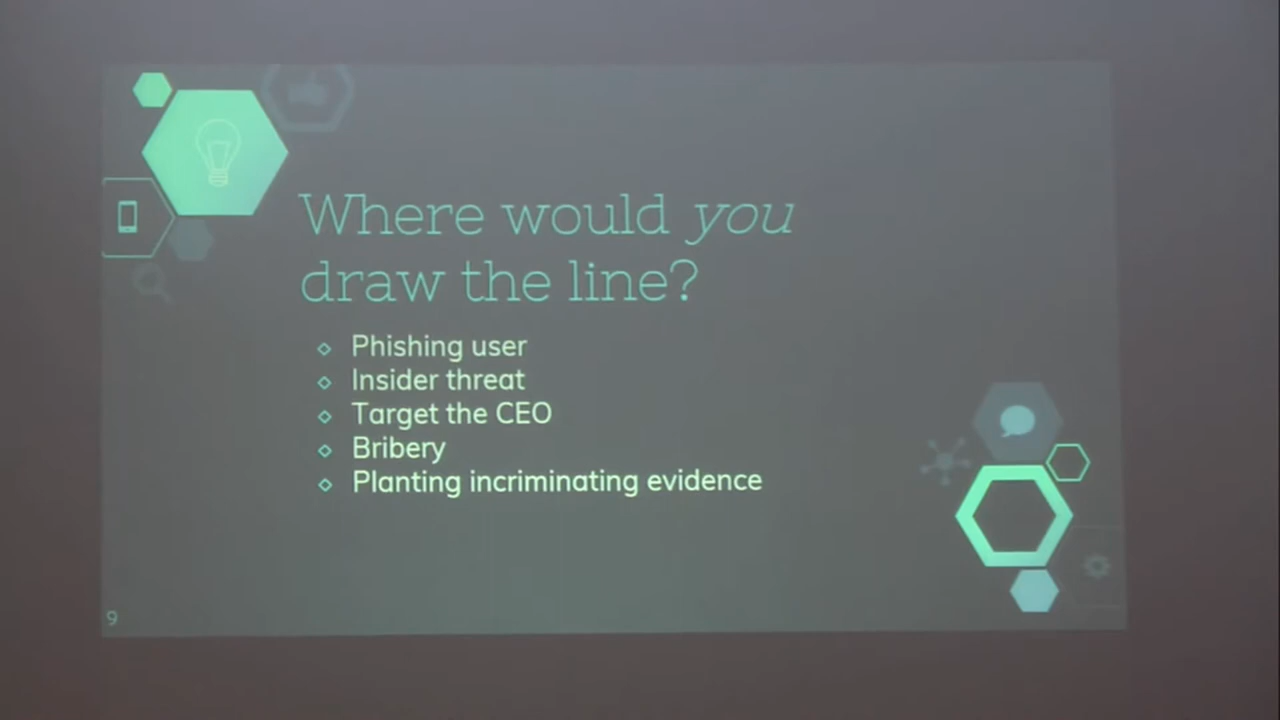 Where would you
draw the line?
Phishing user
Insider threat
Target the CEO
Bribery
Planting incriminating evidence
9